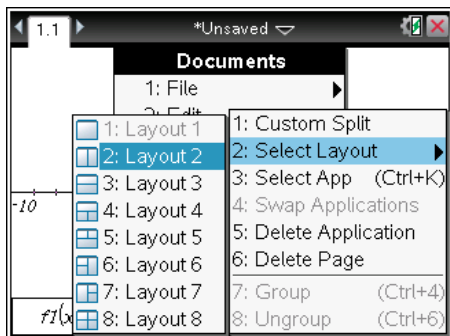 1.1 *Unsaved
Documents
1: File
2: Edit
1: Layout 1
2: Layout 2
3: Layout 3
4: Layout 4
5: Layout 5
6: Layout 6
7: Layout 7
8: Layout 8
1: Custom Split
2: Select Layout
3: Select App (Ctrl+K)
4: Swap Applications
5: Delete Application
6: Delete Page
7: Group (Ctrl+4)
8: Ungroup (Ctrl+6)
-10
f1(x